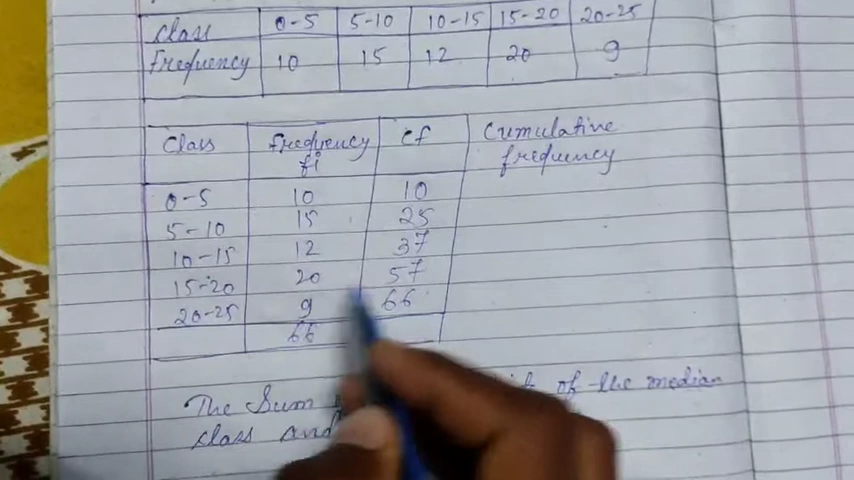 Class 0-5 5-10 10-15 15-20 20-25
Frequency 10 15 12 20 9
Class frequency cf Cumulative
fi frequency
0-5 10 10
5-10 15 25
10-15 12 37
15-20 20 57
20-25 9 66
66
The Sum of the median
class and